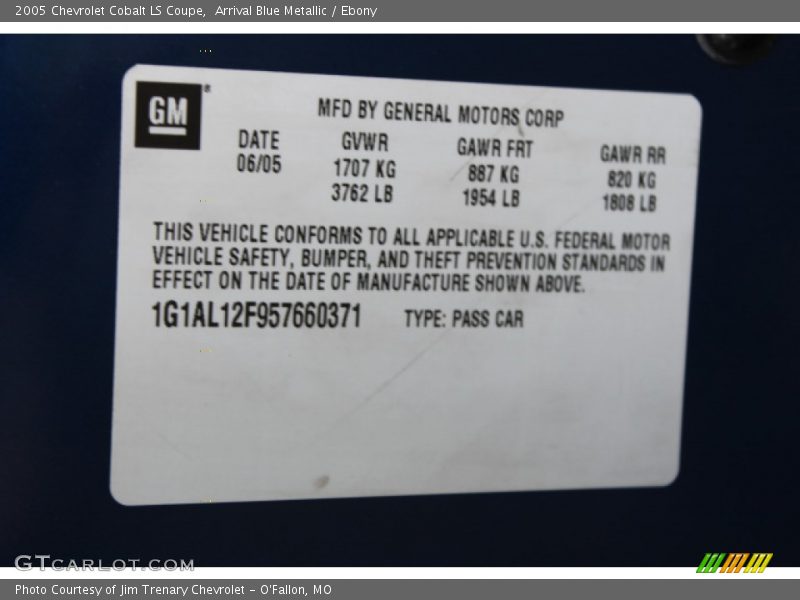 2005 Chevrolet Cobalt LS Coupe,  Arrival Blue Metallic / Ebony
GM
MFD BY GENERAL MOTORS CORP
DATE GVWR GAWR FRT GAWR RR
06/05 1707 KG 887 KG 820 KG
3762 LB 1954 LB 1808 LB
THIS VEHICLE CONFORMS TO ALL APPLICABLE U.S. FEDERAL MOTOR
VEHICLE SAFETY, BUMPER, AND THEFT PREVENTION STANDARDS IN
EFFECT ON THE DATE OF MANUFACTURE SHOWN ABOVE.
1G1AL12F957660371 TYPE: PASS CAR
GTCARLOT.COM
Photo Courtesy of Jim Trenary Chevrolet - O'Fallon, MO